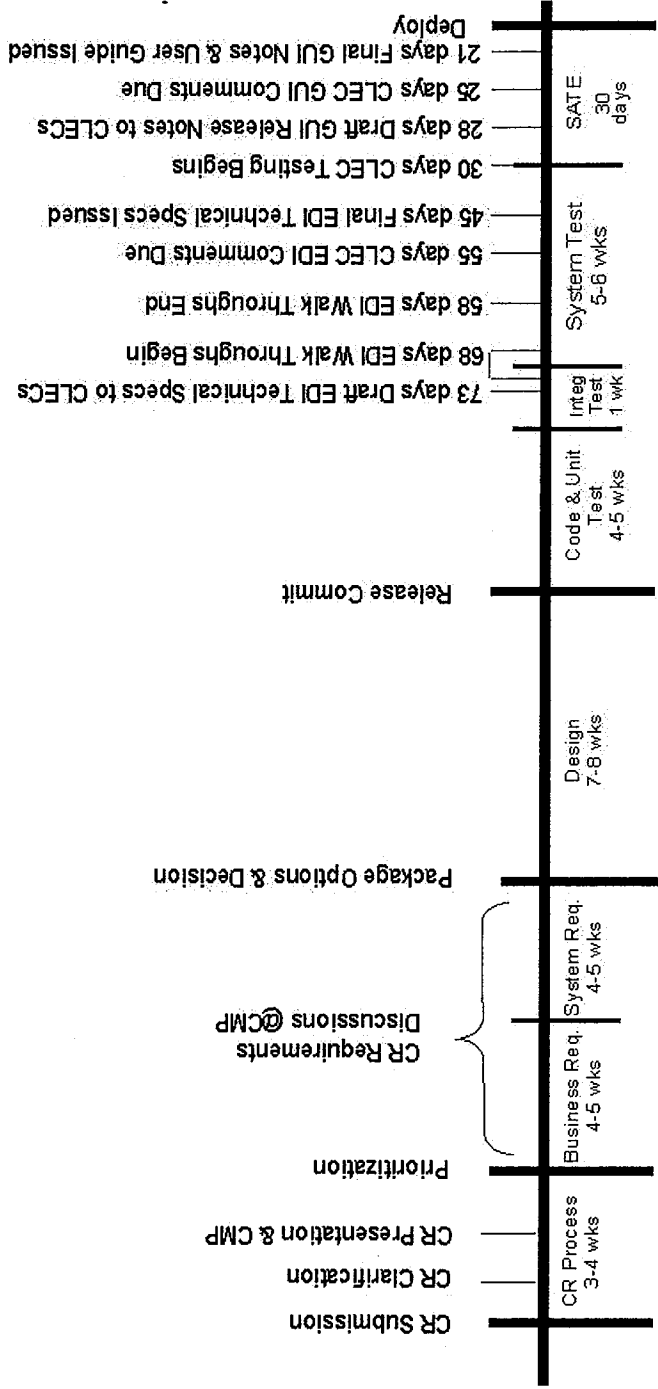 CR Submission
CR Clarification
CR Presentation & CMP
Prioritization
CR Requirements
Discussions @CMP
Package Options & Decision
Release Commit
73 days Draft EDI Technical Specs to CLECs
68 days EDI Walk Throughs Begin
58 days EDI Walk Throughs End
55 days CLEC EDI Comments Due
45 days Final EDI Technical Specs Issued
30 days CLEC Testing Begins
28 days Draft GUI Release Notes to CLECs
25 days CLEC GUI Comments Due
21 days Final GUI Notes & User Guide Issued
Deploy
CR Process
3-4 wks
Business Req.
4-5 wks
System Req.
4-5 wks
Design
7-8 wks
Code & Unit
Test
4-5 wks
Integ
Test
1 wk
System Test
5-6 wks
SATE
30
days